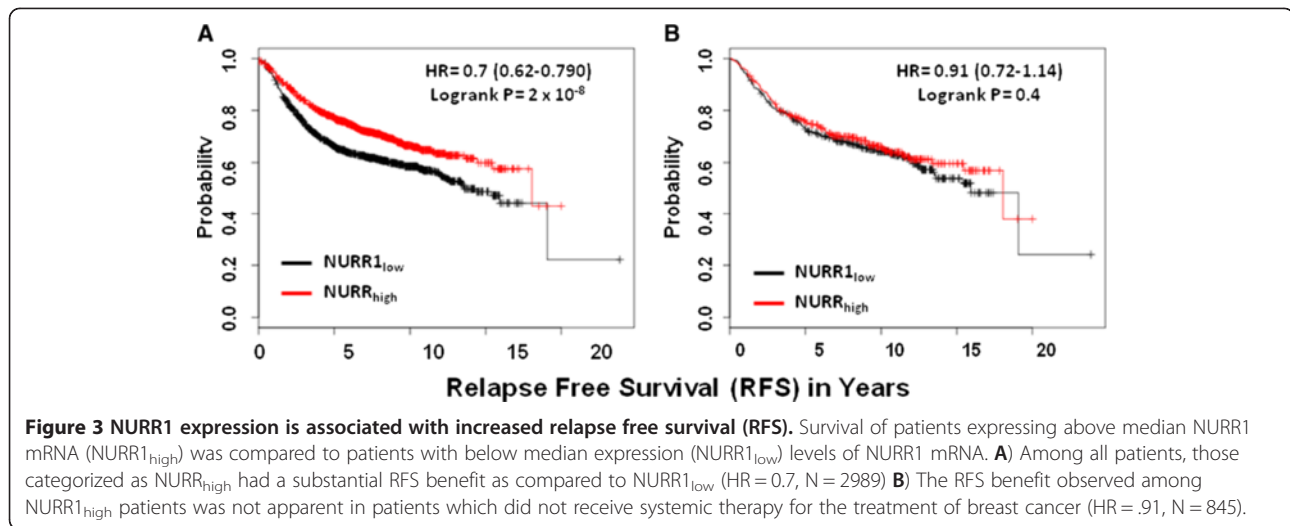 A
B
HR= 0.7 (0.62-0.790)
Logrank P= 2 x 10-8
HR= 0.91 (0.72-1.14)
Logrank P= 0.4
Probability
0.0 0.2 0.4 0.6 0.8 1.0
NURR1low
NURRhigh
0 5 10 15 20
Probability
0.0 0.2 0.4 0.6 0.8 1.0
NURR1low
NURRhigh
0 5 10 15 20
Relapse Free Survival (RFS) in Years
Figure 3 NURR1 expression is associated with increased relapse free survival (RFS). Survival of patients expressing above median NURR1
mRNA (NURR1high) was compared to patients with below median expression (NURR1low) levels of NURR1 mRNA. A) Among all patients, those
categorized as NURRhigh had a substantial RFS benefit as compared to NURR1low (HR = 0.7, N = 2989) B) The RFS benefit observed among
NURR1high patients was not apparent in patients which did not receive systemic therapy for the treatment of breast cancer (HR = .91, N = 845).